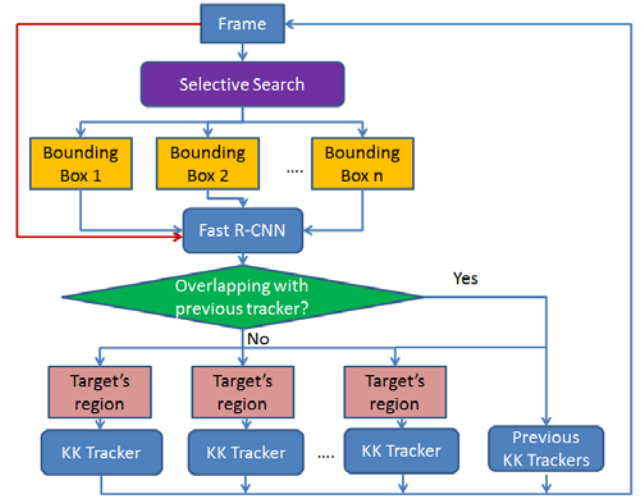 Frame
Selective Search
Bounding
Box 1
Bounding
Box 2
....
Bounding
Box n
Fast R-CNN
Overlapping with
previous tracker?
Yes
No
Target's
region
Target's
region
Target's
region
KK Tracker
KK Tracker
....
KK Tracker
Previous
KK Trackers